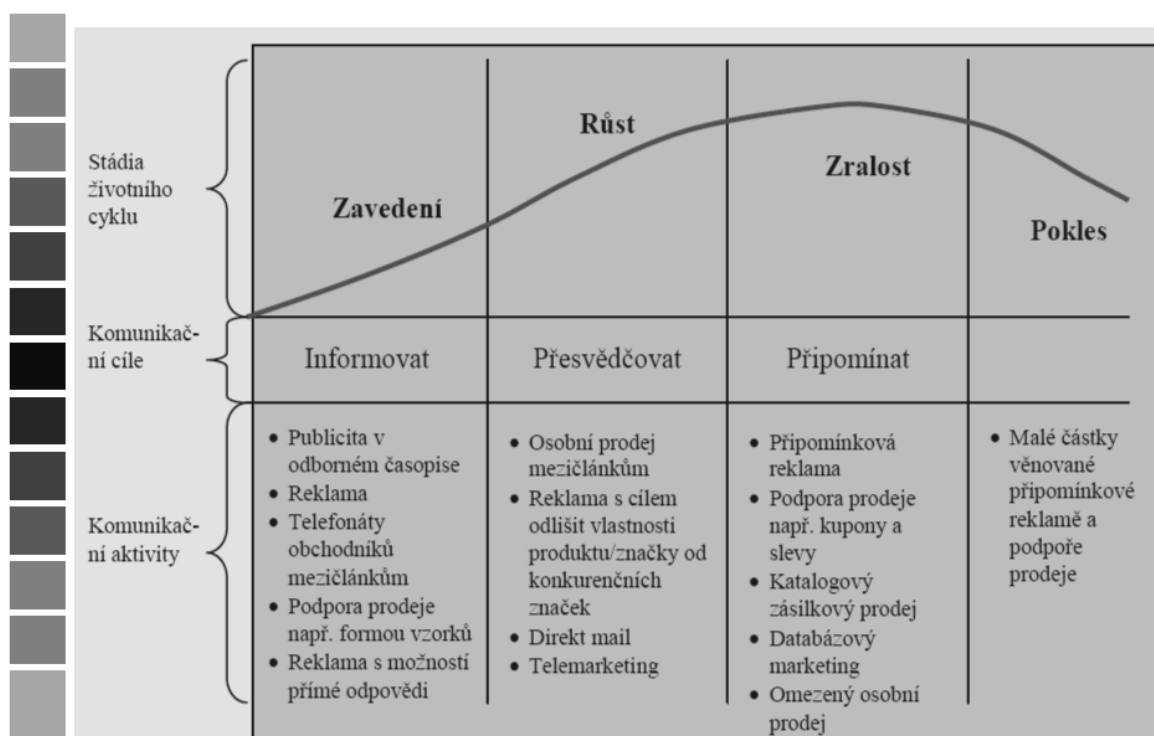 Stádia
životního
cyklu
Zavedení
Růst
Zralost
Pokles
Komunikač-
ní cíle
Informovat
Přesvědčovat
Připomínat
Komunikač-
ní aktivity
• Publicita v
odborném časopise
• Reklama
• Telefonáty
obchodníků
mezičlánkům
• Podpora prodeje
např. formou vzorků
• Reklama s možností
přímé odpovědi
• Osobní prodej
mezičlánkům
• Reklama s cílem
odlišit vlastnosti
produktu/značky od
konkurenčních
značek
• Direkt mail
• Telemarketing
• Připomínková
reklama
• Podpora prodeje
např. kupony a
slevy
• Katalogový
zásilkový prodej
• Databázový
marketing
• Omezený osobní
prodej
• Malé částky
věnované
připomínkové
reklamě a
podpoře
prodeje